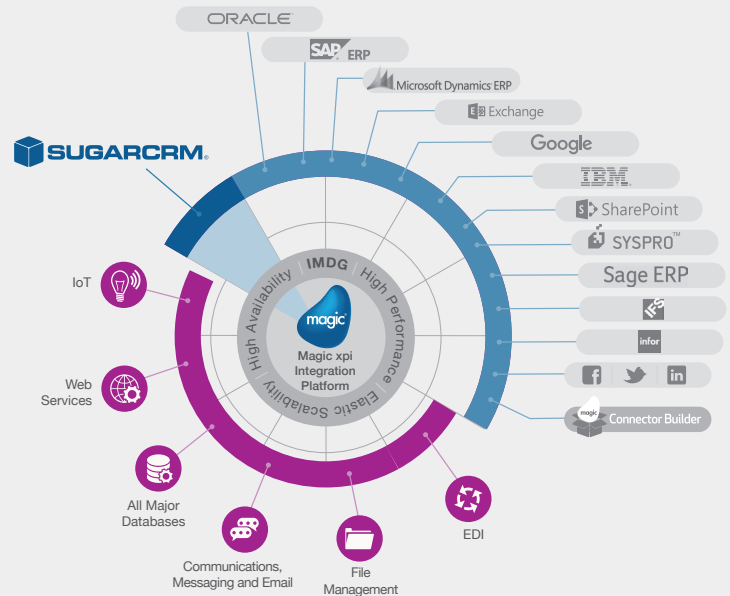 ORACLE
SAP ERP
Microsoft Dynamics ERP
Exchange
Google
SUGARCRM®
IBM
SharePoint
SYSPRO™
Sage ERP
IFS
infor
f in
magic
Connector Builder
IMDG
High Performance
Elastic Scalability
High Availability
magic
Magic xpi
Integration
Platform
IoT
Web
Services
All Major
Databases
Communications,
Messaging and Email
File
Management
EDI